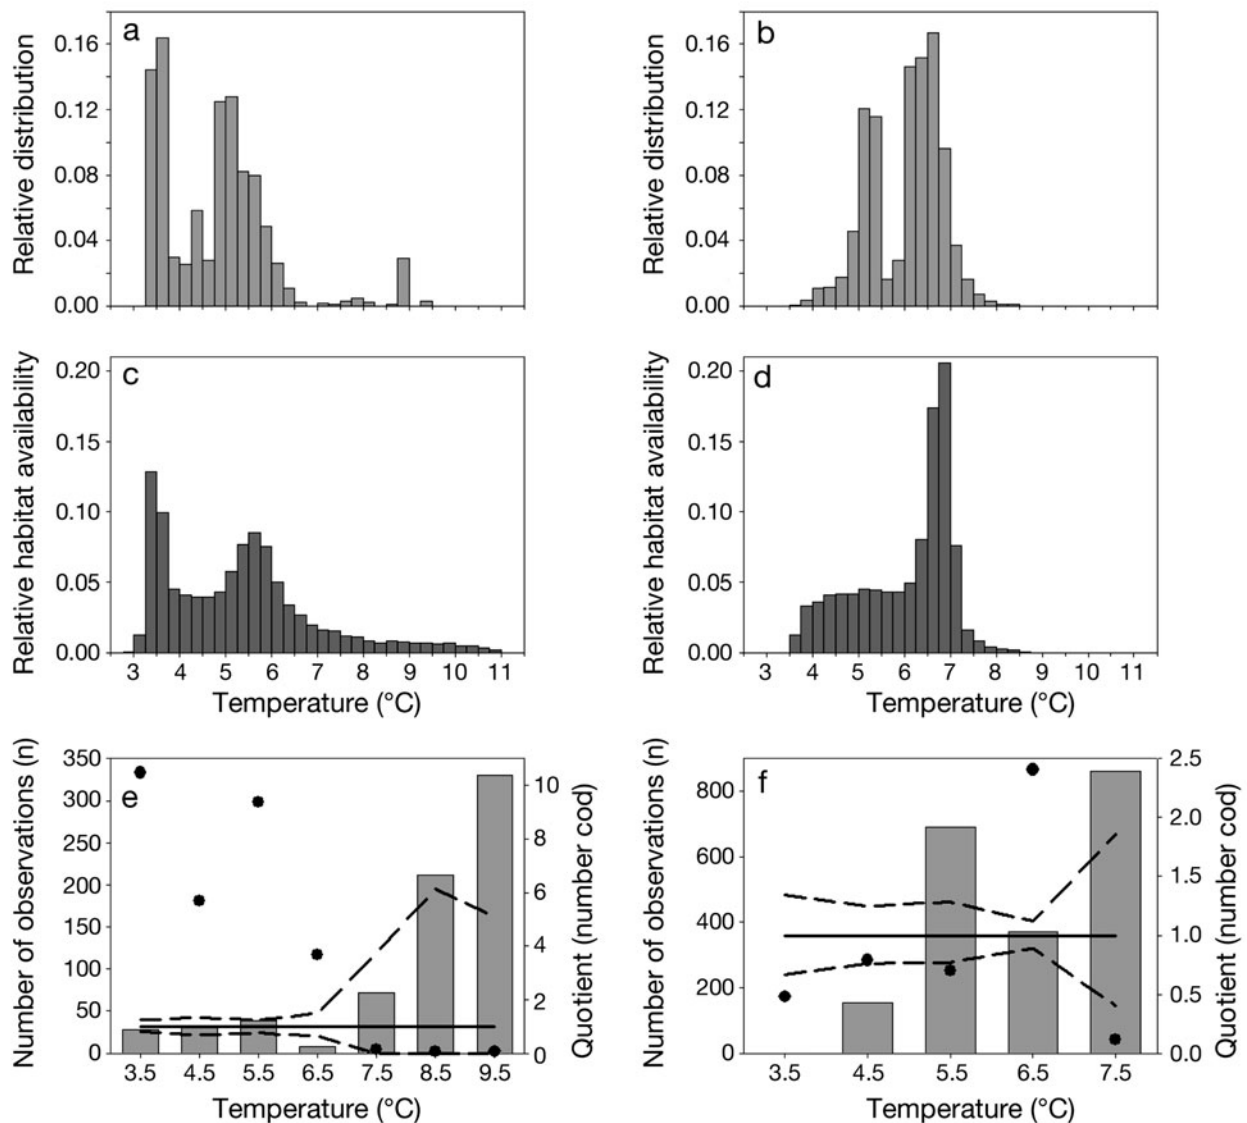 a
Relative distribution
0.16
0.12
0.08
0.04
0.00
b
Relative distribution
0.16
0.12
0.08
0.04
0.00
c
Relative habitat availability
0.20
0.15
0.10
0.05
0.00
3 4 5 6 7 8 9 10 11
Temperature (°C)
d
Relative habitat availability
0.20
0.15
0.10
0.05
0.00
3 4 5 6 7 8 9 10 11
Temperature (°C)
e
Number of observations (n)
350
300
250
200
150
100
50
0
10
8
6
4
2
0
Quotient (number cod)
3.5 4.5 5.5 6.5 7.5 8.5 9.5
Temperature (°C)
f
Number of observations (n)
800
600
400
200
0
2.5
2.0
1.5
1.0
0.5
0.0
Quotient (number cod)
3.5 4.5 5.5 6.5 7.5
Temperature (°C)